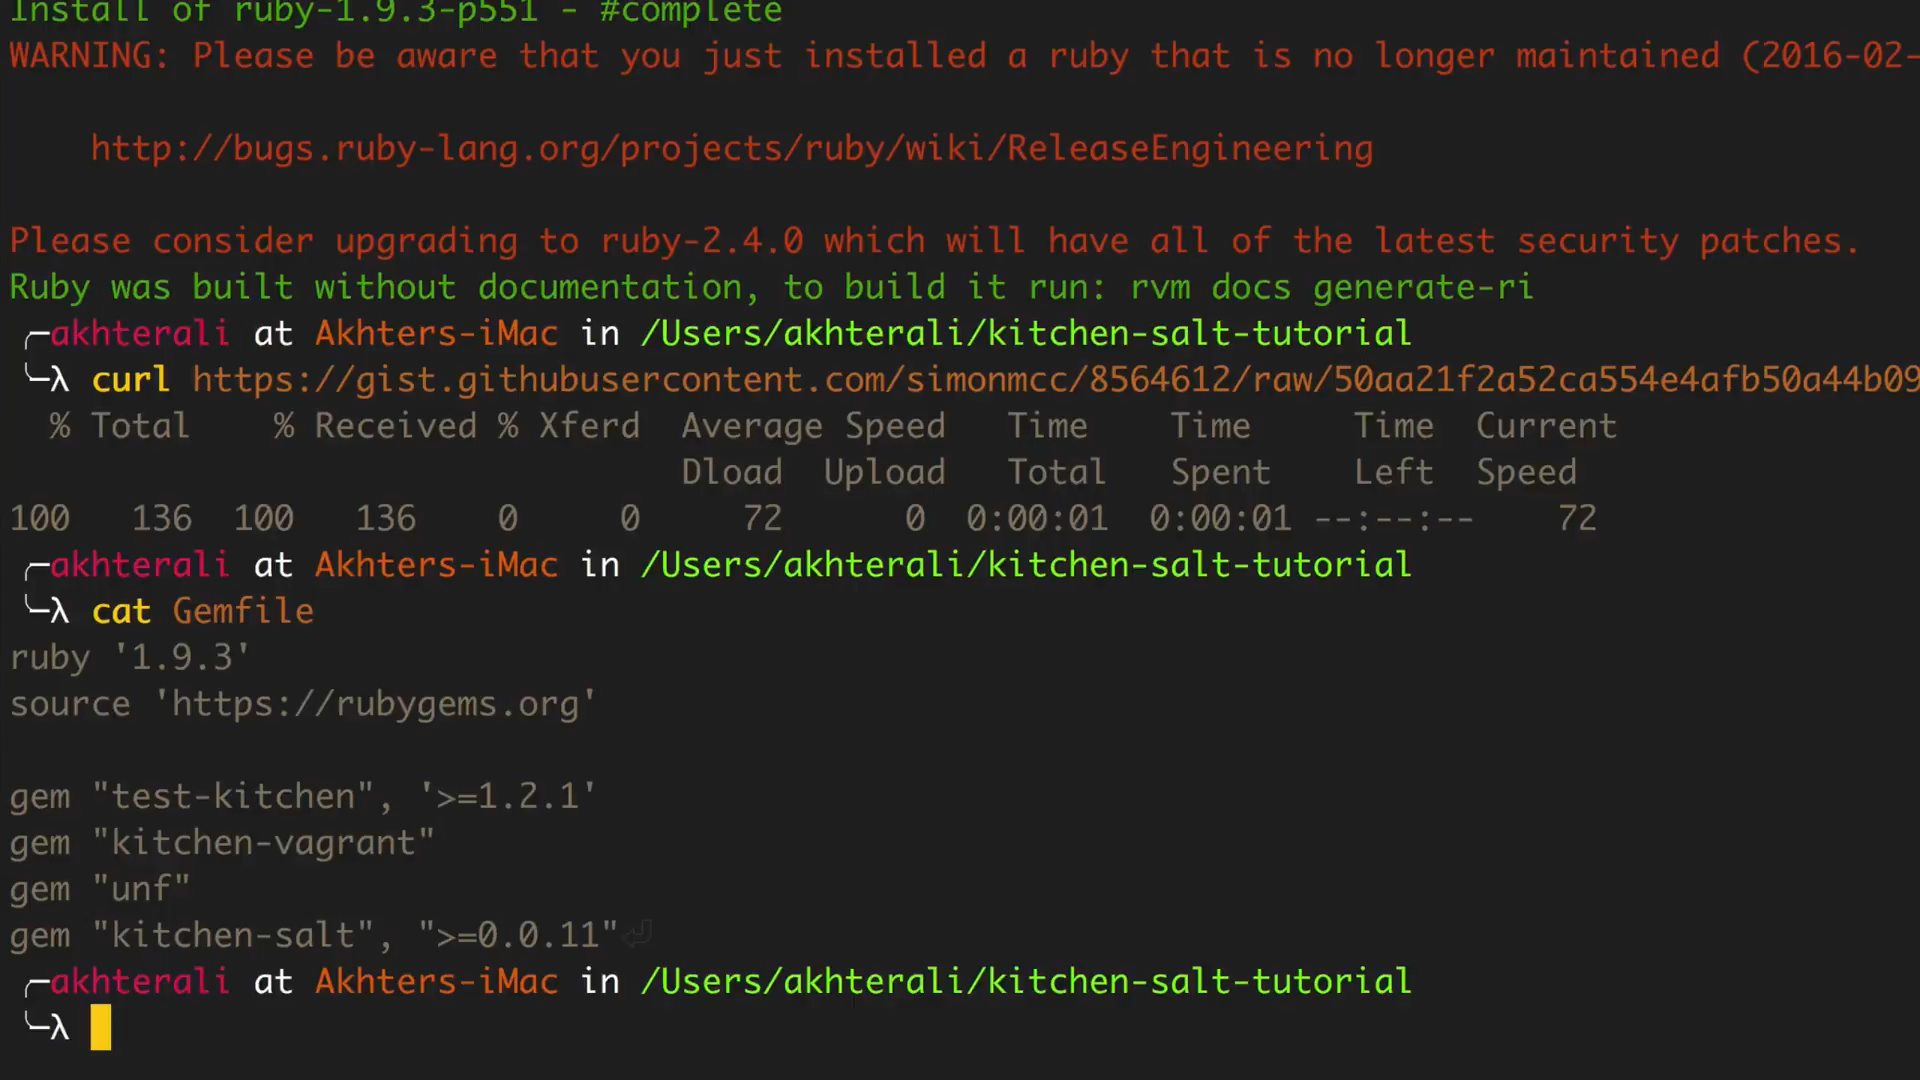 Install of ruby-1.9.3-p551 - #complete
WARNING: Please be aware that you just installed a ruby that is no longer maintained (2016-02-
http://bugs.ruby-lang.org/projects/ruby/wiki/ReleaseEngineering
Please consider upgrading to ruby-2.4.0 which will have all of the latest security patches.
Ruby was built without documentation, to build it run: rvm docs generate-ri
╭─akhterali at Akhters-iMac in /Users/akhterali/kitchen-salt-tutorial
╰─λ curl https://gist.githubusercontent.com/simonmcc/8564612/raw/50aa21f2a52ca554e4afb50a44b09
% Total % Received % Xferd Average Speed Time Time Time Current
Dload Upload Total Spent Left Speed
100 136 100 136 0 0 72 0 0:00:01 0:00:01 --:--:-- 72
╭─akhterali at Akhters-iMac in /Users/akhterali/kitchen-salt-tutorial
╰─λ cat Gemfile
ruby '1.9.3'
source 'https://rubygems.org'
gem "test-kitchen", '>=1.2.1'
gem "kitchen-vagrant"
gem "unf"
gem "kitchen-salt", ">=0.0.11"⏎
╭─akhterali at Akhters-iMac in /Users/akhterali/kitchen-salt-tutorial
╰─λ